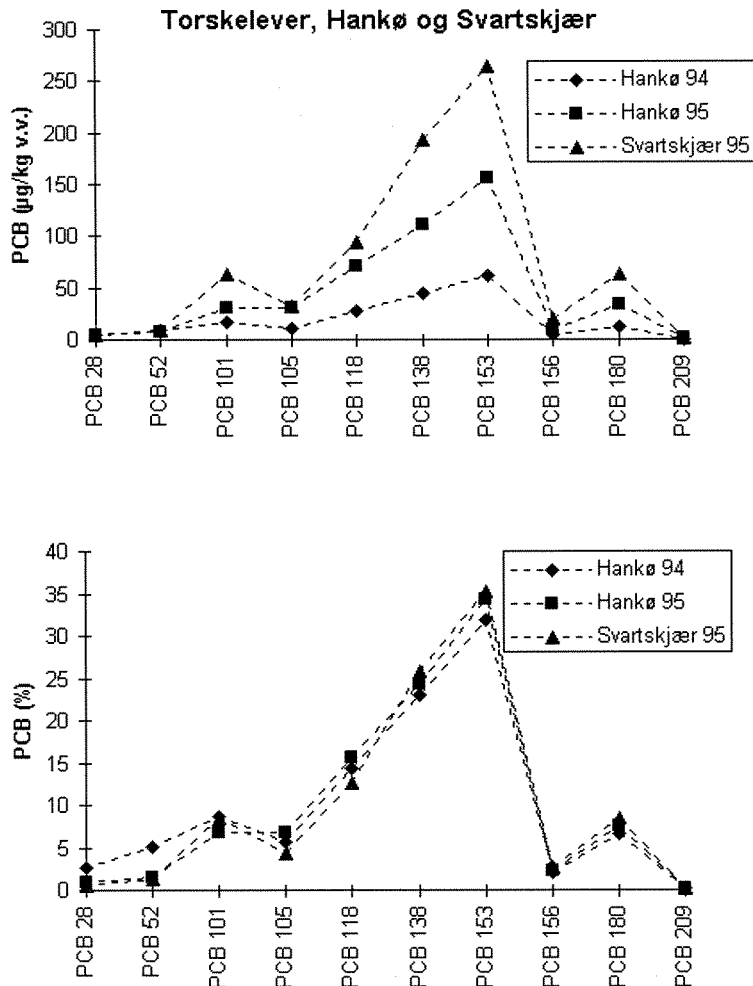 Torskelever, Hankø og Svartskjær
PCB (µg/kg v.v.)
300
250
200
150
100
50
0
Hankø 94
Hankø 95
Svartskjær 95
PCB 28
PCB 52
PCB 101
PCB 105
PCB 118
PCB 138
PCB 153
PCB 156
PCB 180
PCB 209
PCB (%)
40
35
30
25
20
15
10
5
0
Hankø 94
Hankø 95
Svartskjær 95
PCB 28
PCB 52
PCB 101
PCB 105
PCB 118
PCB 138
PCB 153
PCB 156
PCB 180
PCB 209